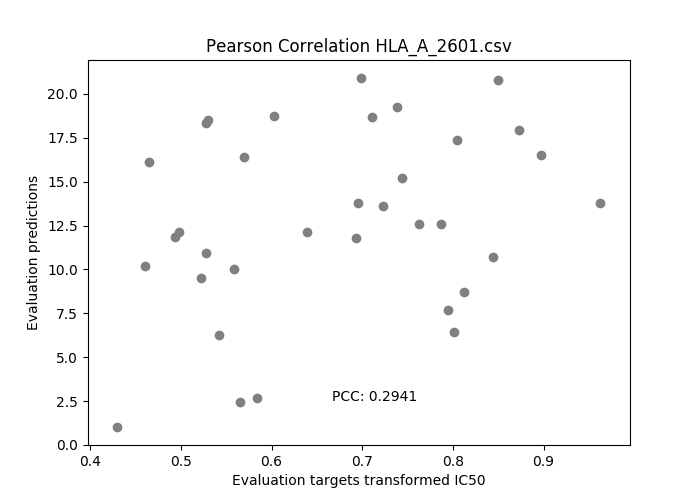 Pearson Correlation HLA_A_2601.csv
20.0
17.5
15.0
12.5
10.0
7.5
5.0
2.5
0.0
Evaluation predictions
PCC: 0.2941
0.4 0.5 0.6 0.7 0.8 0.9
Evaluation targets transformed IC50